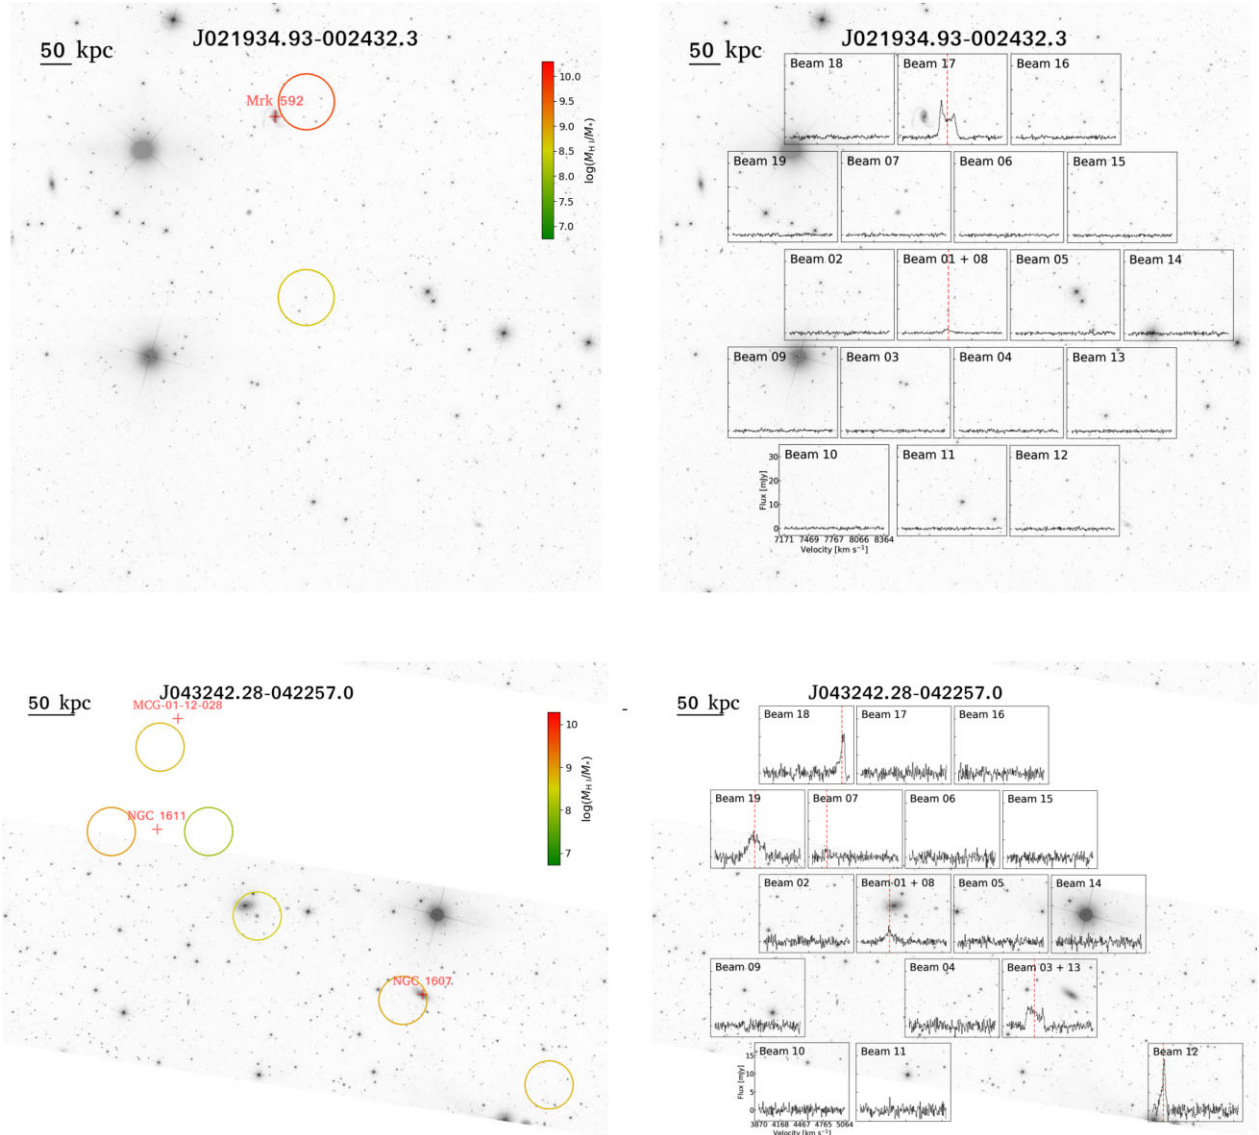 J021934.93-002432.3
50 kpc
Mrk 592
10.0
9.5
9.0
8.5
8.0
7.5
7.0
log(M_H I/M_*)
J021934.93-002432.3
50 kpc
Beam 18 Beam 17 Beam 16
Beam 19 Beam 07 Beam 06 Beam 15
Beam 02 Beam 01 + 08 Beam 05 Beam 14
Beam 09 Beam 03 Beam 04 Beam 13
Beam 10 Beam 11 Beam 12
30
20
10
0
Flux [mJy]
7171 7469 7767 8066 8364
Velocity [km s⁻¹]
J043242.28-042257.0
50 kpc
MCG-01-12-028
NGC 1611
NGC 1607
10
9
8
7
log(M_H I/M_*)
J043242.28-042257.0
50 kpc
Beam 18 Beam 17 Beam 16
Beam 19 Beam 07 Beam 06 Beam 15
Beam 02 Beam 01 + 08 Beam 05 Beam 14
Beam 09 Beam 04 Beam 03 + 13
Beam 10 Beam 11 Beam 12
15
10
5
0
Flux [mJy]
3870 4168 4467 4765 5064
Velocity [km s⁻¹]